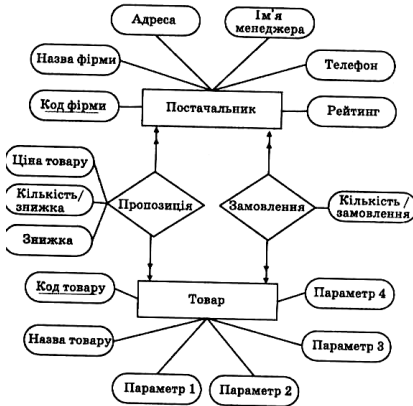 Адреса
Ім'я
менеджера
Назва фірми
Телефон
Код фірми
Постачальник
Рейтинг
Ціна товару
Кількість/
знижка
Пропозиція
Замовлення
Кількість /
замовлення
Знижка
Код товару
Товар
Параметр 4
Назва товару
Параметр 3
Параметр 1
Параметр 2